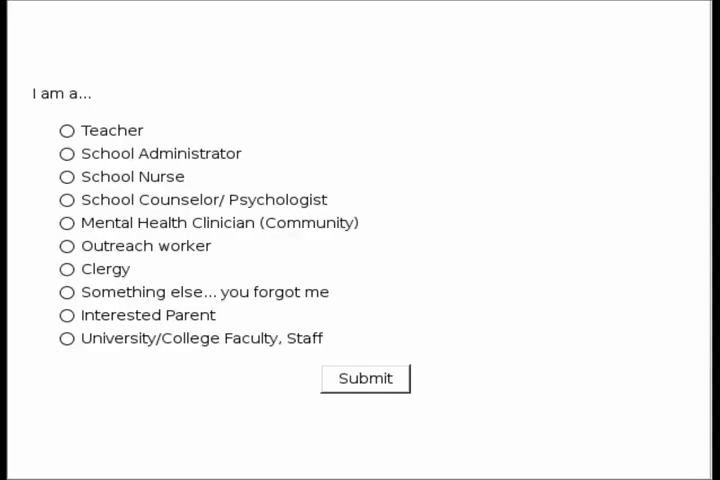 I am a...
Teacher
School Administrator
School Nurse
School Counselor/ Psychologist
Mental Health Clinician (Community)
Outreach worker
Clergy
Something else... you forgot me
Interested Parent
University/College Faculty, Staff
Submit